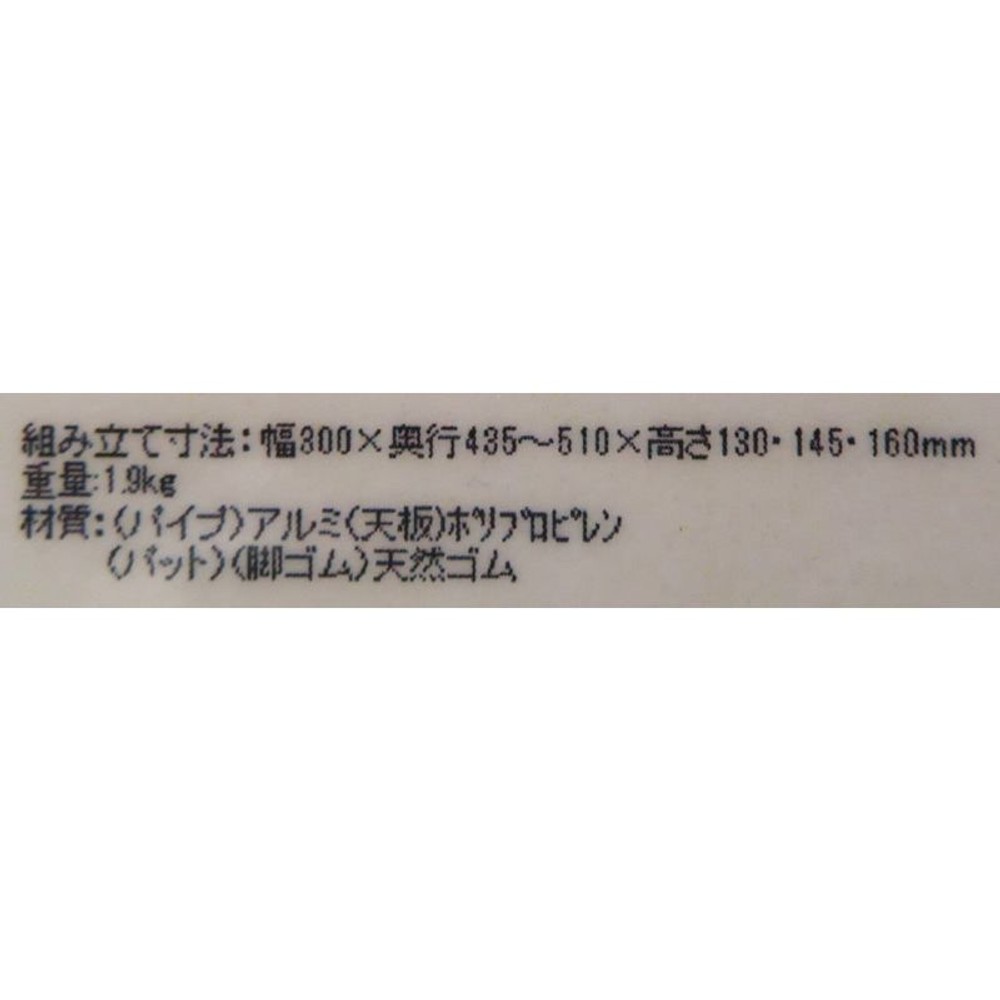 組み立て寸法:幅300×奥行435～510×高さ130・145・160mm
重量:1.9kg
材質:(パイプ)アルミ(天板)ポリプロピレン
(パット)(脚ゴム)天然ゴム